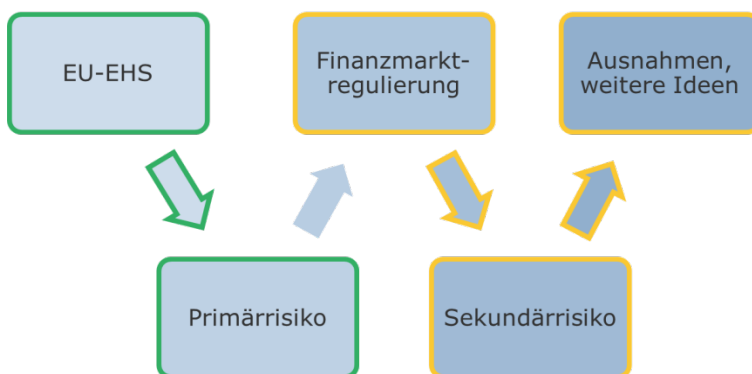 EU-EHS
Finanzmarkt-
regulierung
Ausnahmen,
weitere Ideen
Primärrisiko
Sekundärrisiko